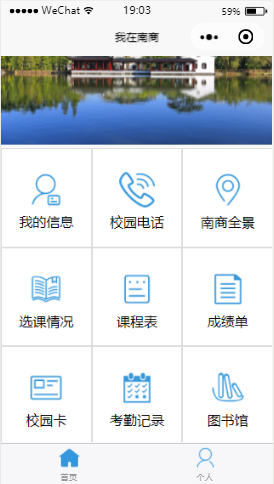 WeChat 19:03 59%
我在南商
我的信息 校园电话 南商全景
选课情况 课程表 成绩单
校园卡 考勤记录 图书馆
首页 个人